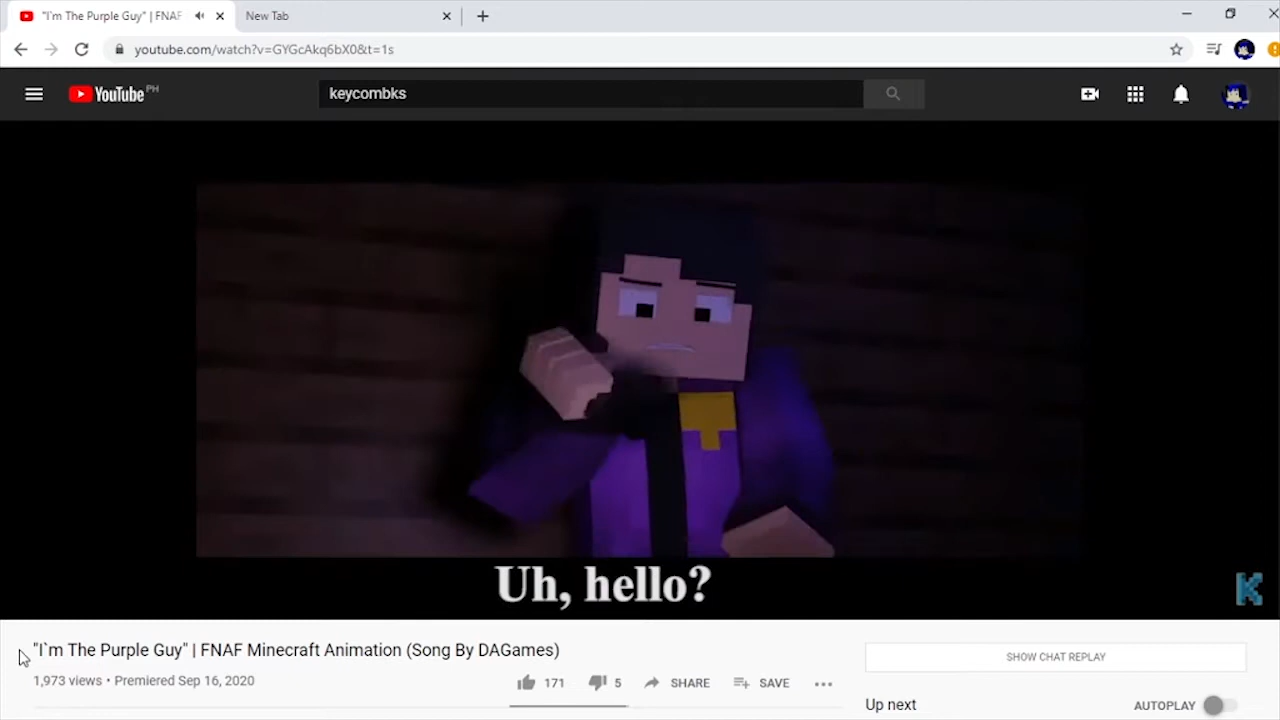 "I`m The Purple Guy" | FNAF
New Tab
youtube.com/watch?v=GYGcAkq6bX0&t=1s
YouTube PH
keycombks
Uh, hello?
K
"I`m The Purple Guy" | FNAF Minecraft Animation (Song By DAGames)
1,973 views • Premiered Sep 16, 2020
171
5
SHARE
SAVE
SHOW CHAT REPLAY
Up next
AUTOPLAY